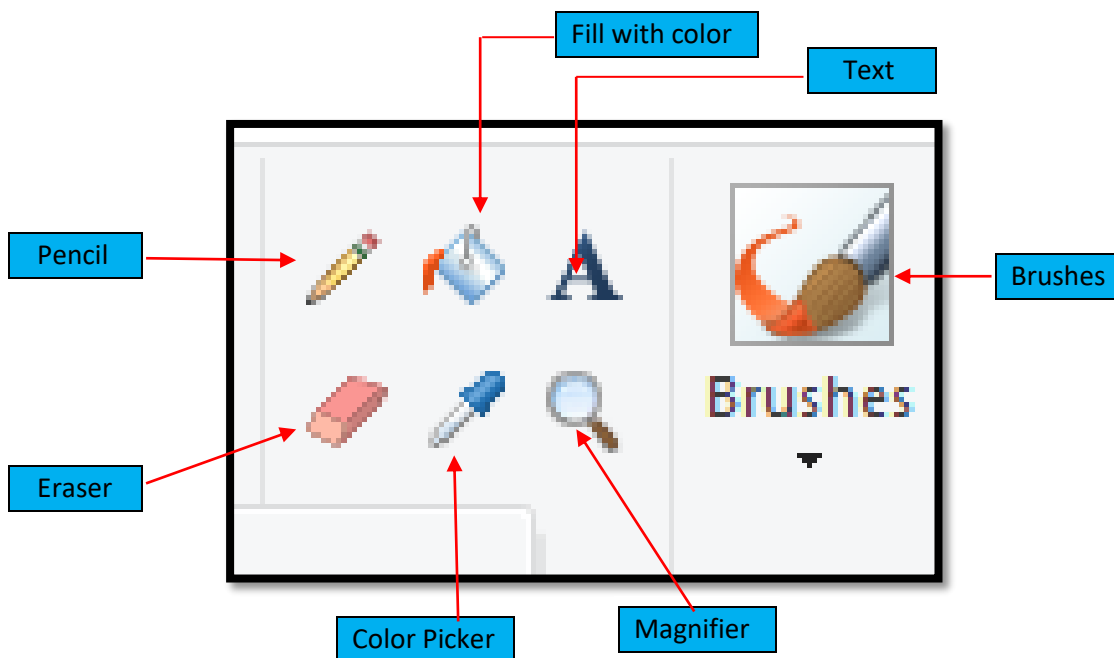 Fill with color
Text
Pencil
A
Brushes
Brushes
Eraser
Color Picker
Magnifier